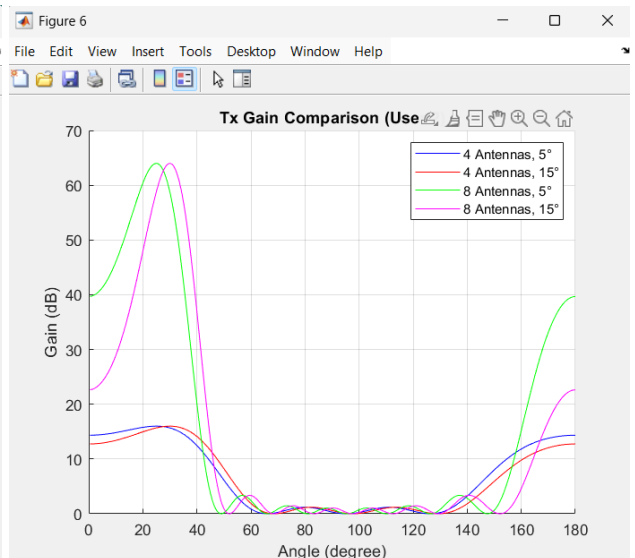 Figure 6
File Edit View Insert Tools Desktop Window Help
Tx Gain Comparison (Use
70
60
50
40
30
20
10
0
Gain (dB)
4 Antennas, 5°
4 Antennas, 15°
8 Antennas, 5°
8 Antennas, 15°
0 20 40 60 80 100 120 140 160 180
Angle (degree)